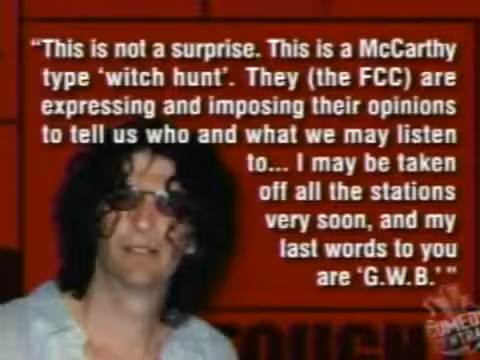 “This is not a surprise. This is a McCarthy
type ‘witch hunt’. They (the FCC) are
expressing and imposing their opinions
to tell us who and what we may listen
to... I may be taken
off all the stations
very soon, and my
last words to you
are ‘G.W.B.’”
COMEDY
CENTRAL